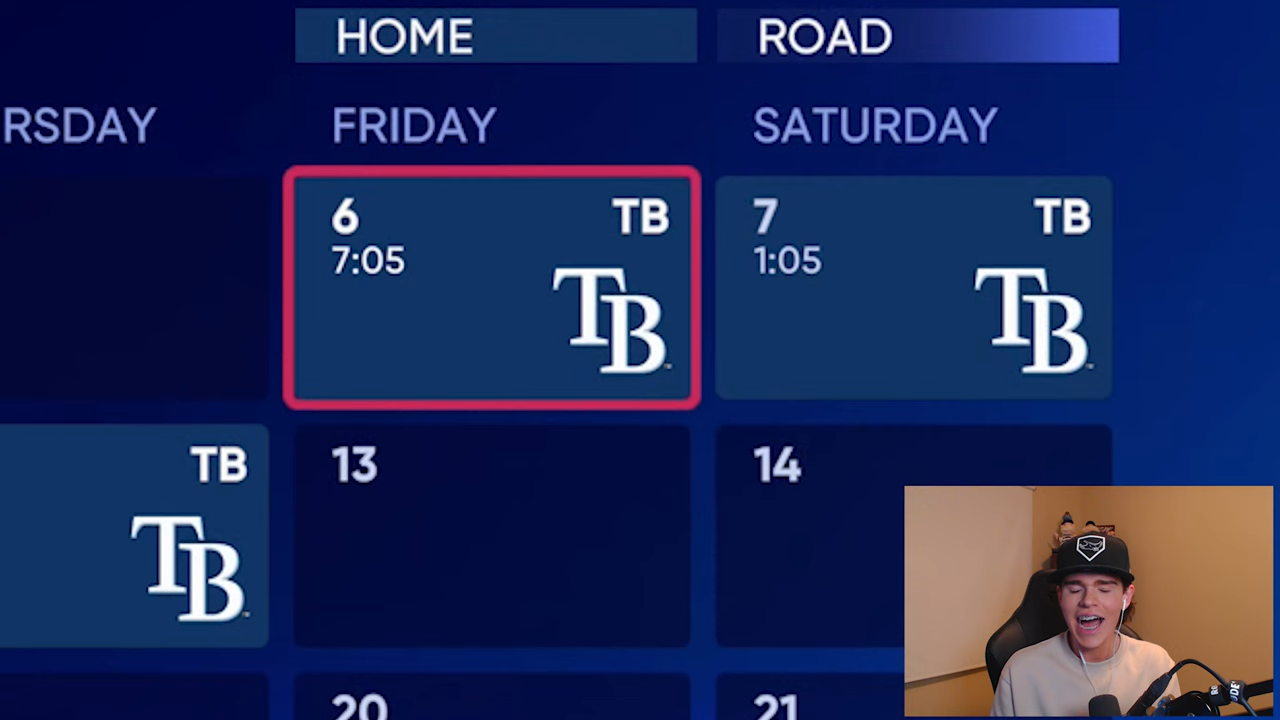 HOME
ROAD
RSDAY
FRIDAY
SATURDAY
6
TB
7:05
TB
7
TB
1:05
TB
TB
TB
13
14
20
21